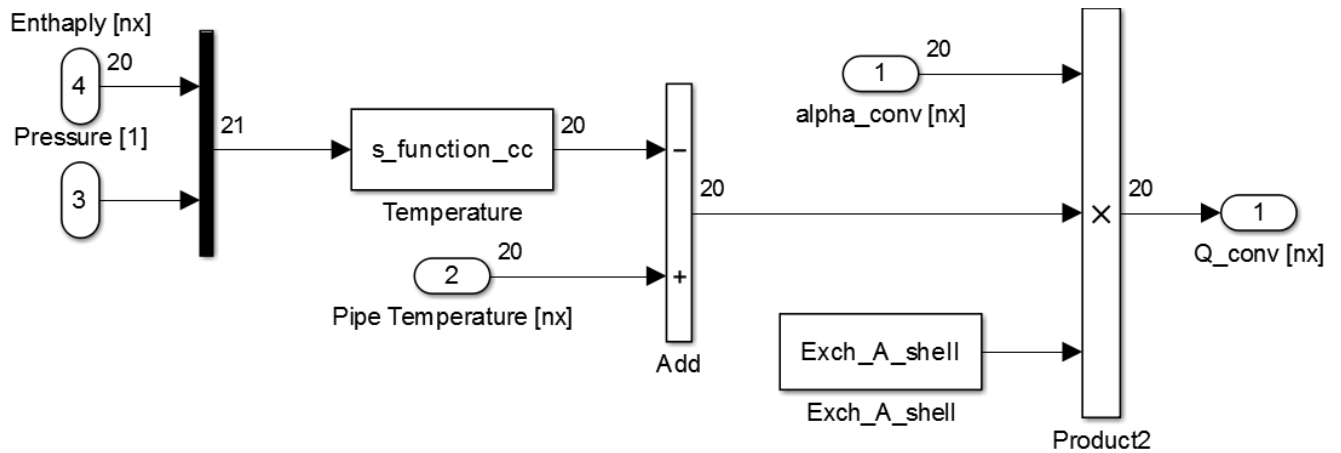 Enthaply [nx]
4
20
Pressure [1]
3
21
s_function_cc
Temperature
20
2
20
Pipe Temperature [nx]
−
+
20
Add
1
20
alpha_conv [nx]
Exch_A_shell
Exch_A_shell
×
Product2
20
1
Q_conv [nx]